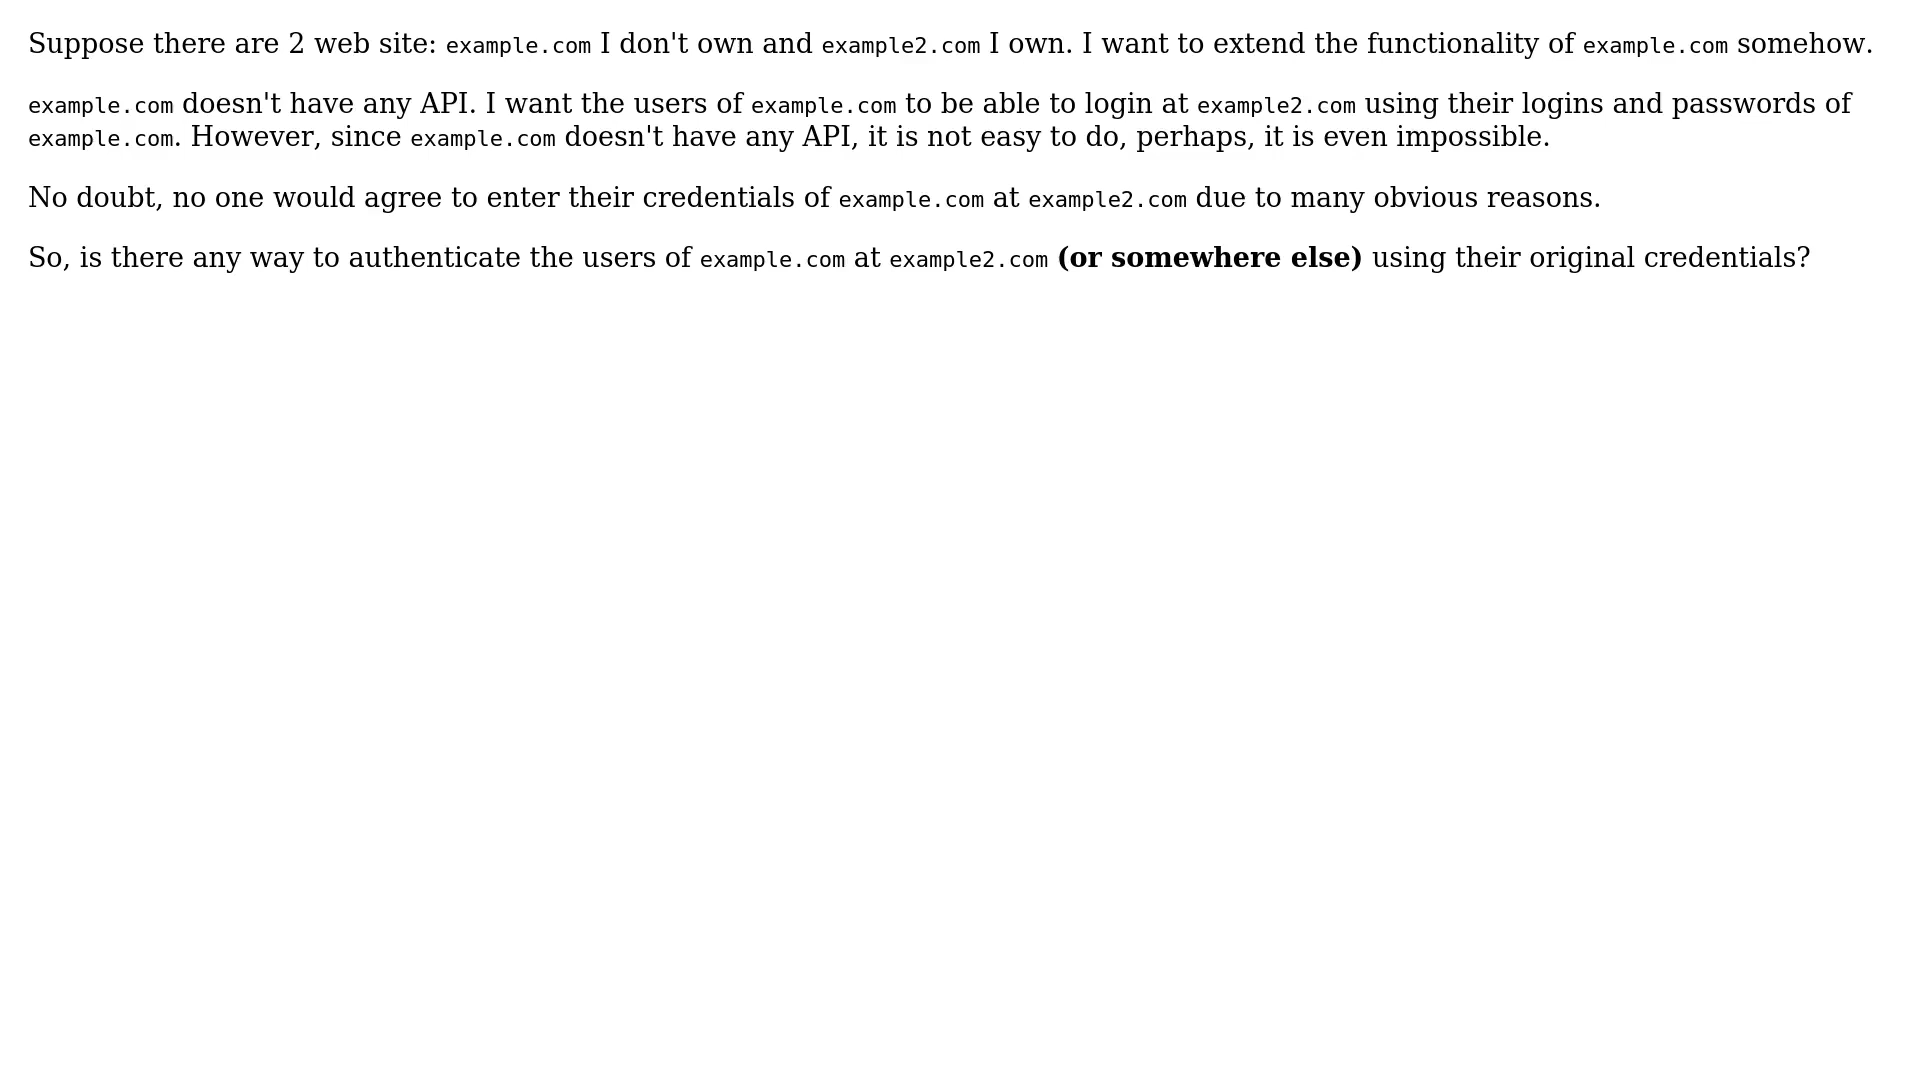 Suppose there are 2 web site: example.com I don't own and example2.com I own. I want to extend the functionality of example.com somehow.
example.com doesn't have any API. I want the users of example.com to be able to login at example2.com using their logins and passwords of
example.com. However, since example.com doesn't have any API, it is not easy to do, perhaps, it is even impossible.
No doubt, no one would agree to enter their credentials of example.com at example2.com due to many obvious reasons.
So, is there any way to authenticate the users of example.com at example2.com (or somewhere else) using their original credentials?